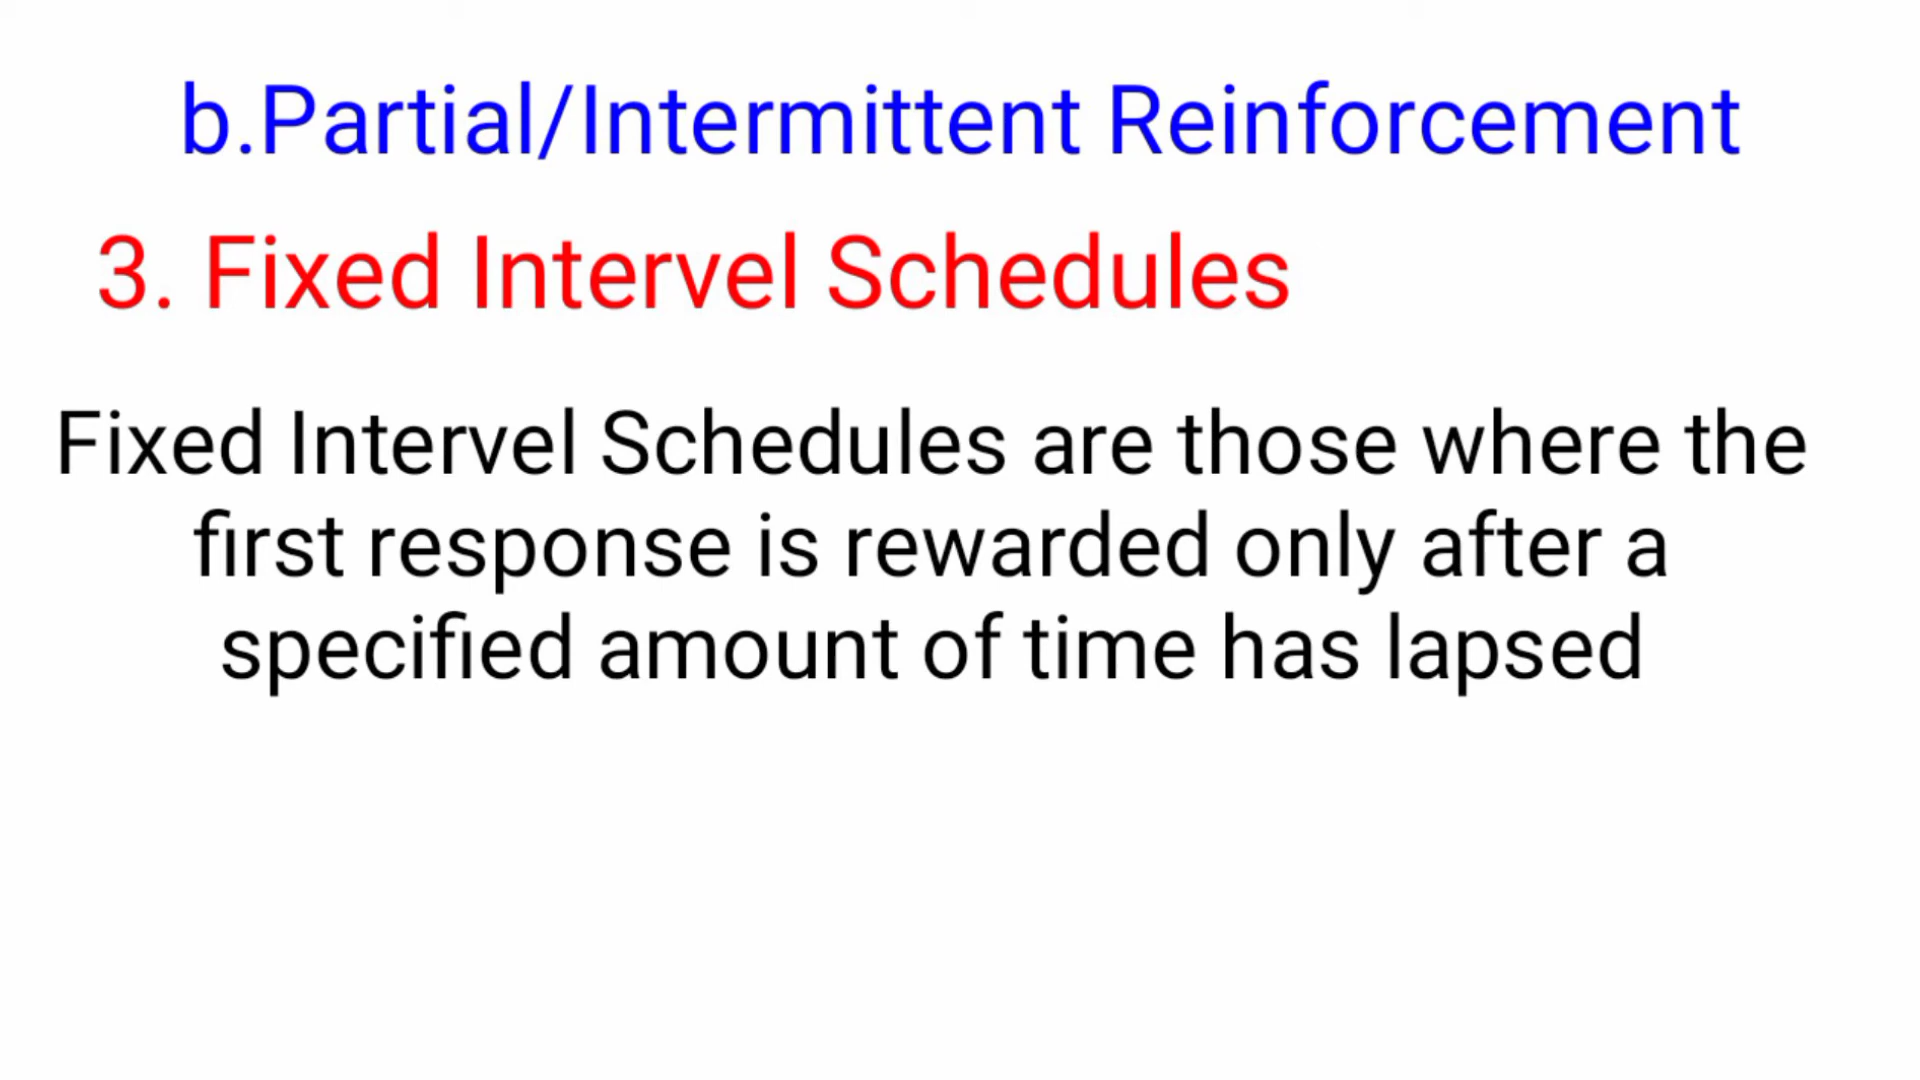 b.Partial/Intermittent Reinforcement
3. Fixed Intervel Schedules
Fixed Intervel Schedules are those where the
first response is rewarded only after a
specified amount of time has lapsed